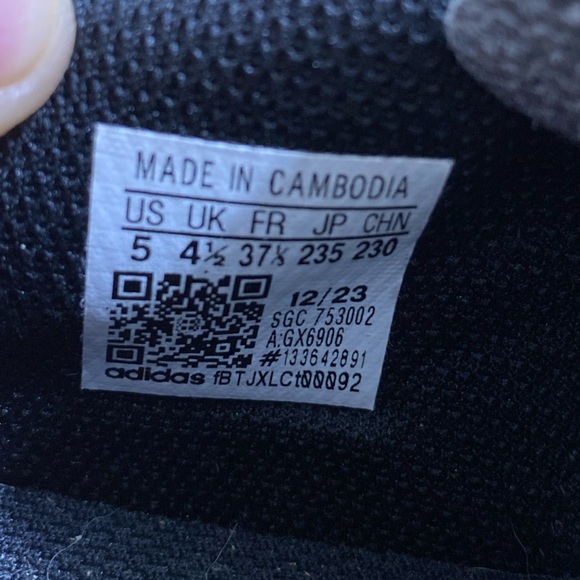 MADE IN CAMBODIA
US UK FR JP CHN
5 4½ 37⅓ 235 230
12/23
SGC 753002
A:GX6906
#133642891
adidas fBTJXLCt00092